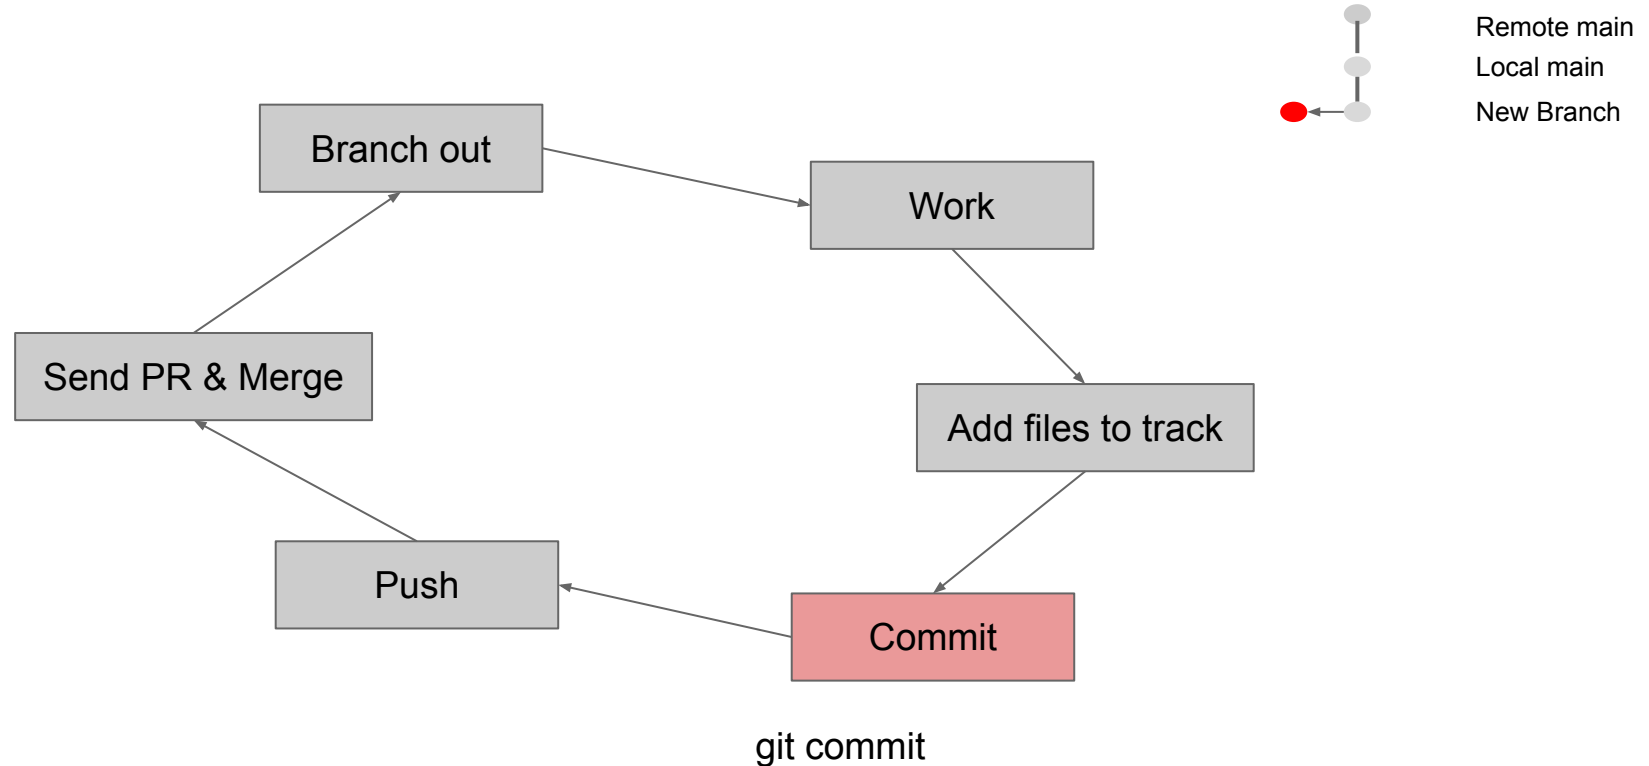 Remote main
Local main
New Branch
Branch out
Work
Send PR & Merge
Add files to track
Push
Commit
git commit